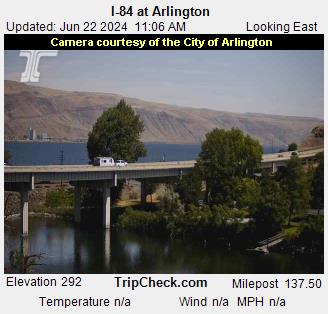 I-84 at Arlington
Updated: Jun 22 2024 11:06 AM Looking East
Camera courtesy of the City of Arlington
Elevation 292 TripCheck.com Milepost 137.50
Temperature n/a Wind n/a MPH n/a